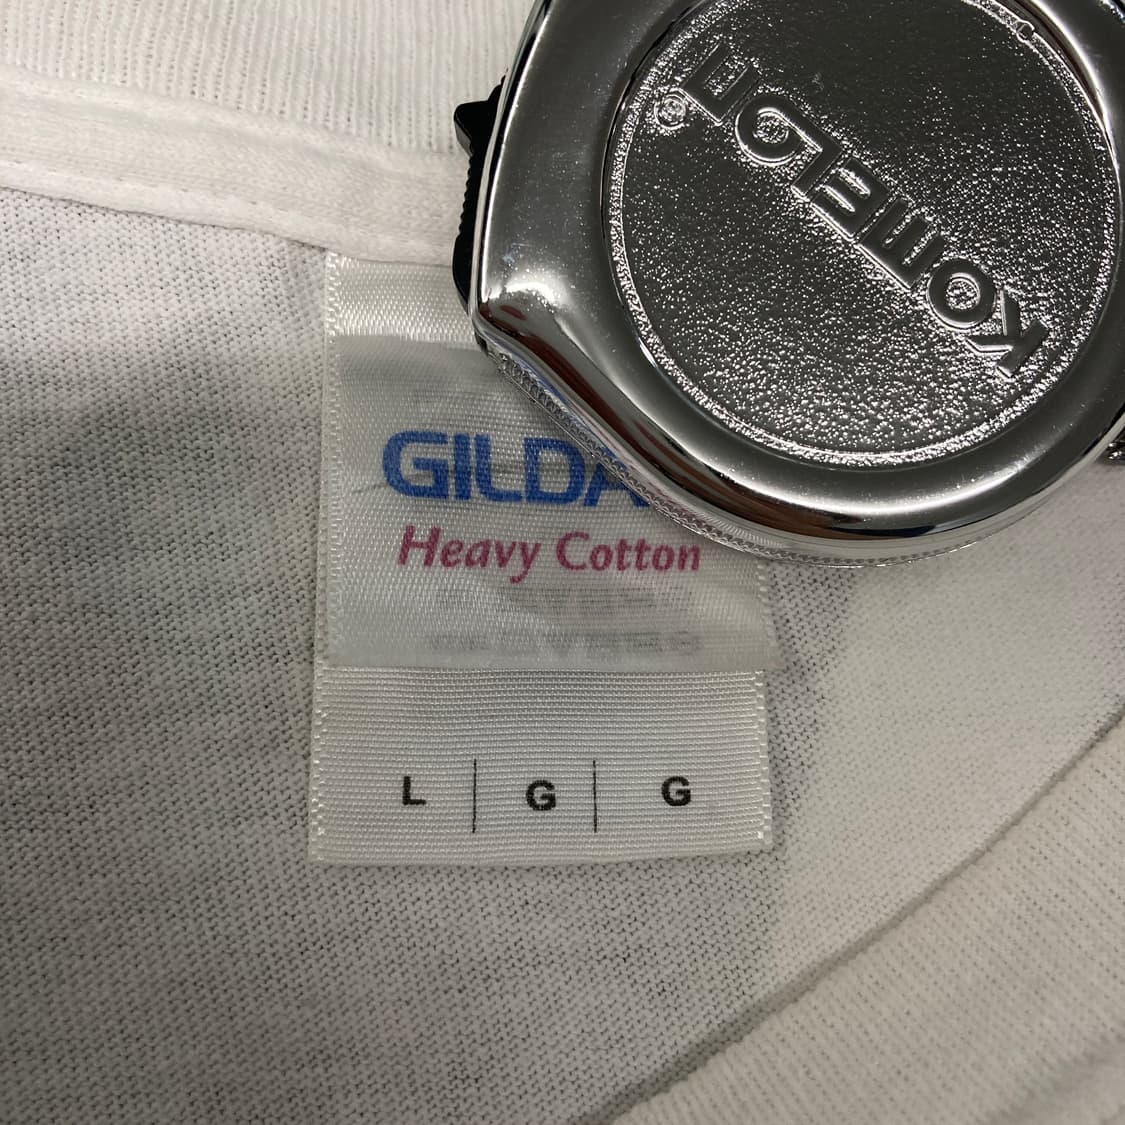 KOMELON
®
GILDA
Heavy Cotton
L | G | G